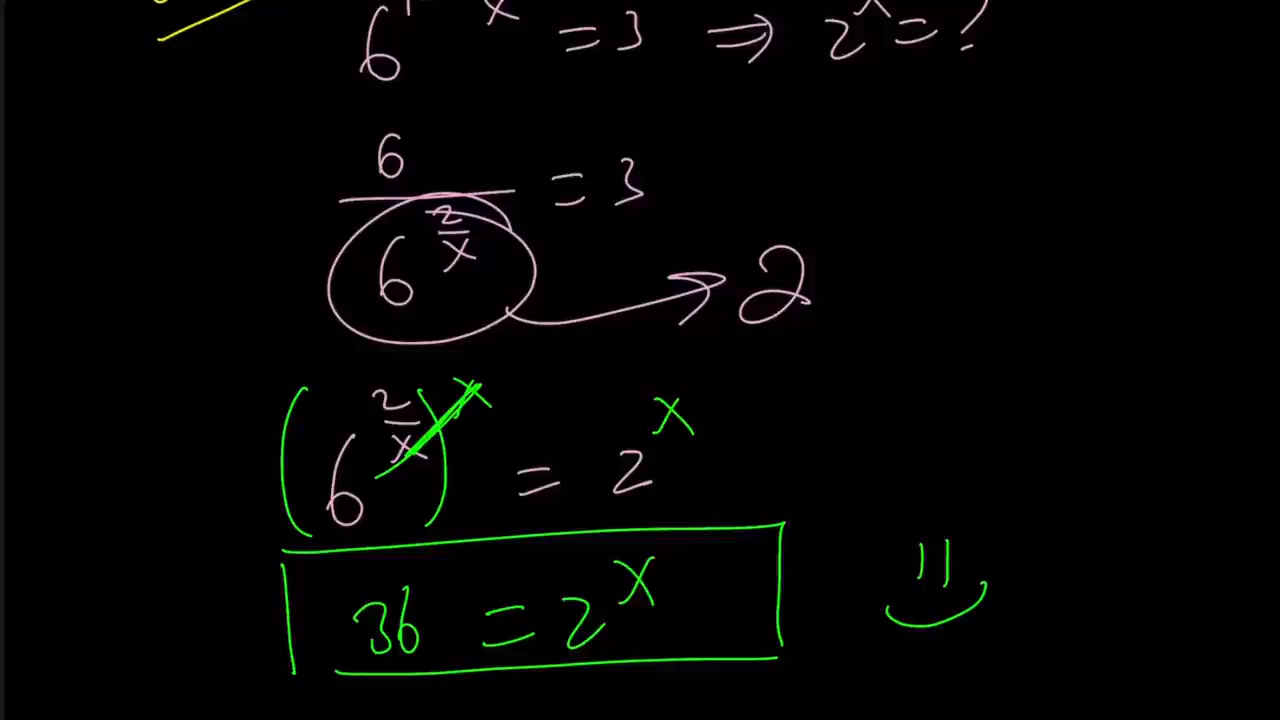 6^{1 - 2/x} = 3 ⇒ 2^x = ?
6 / 6^{2/x} = 3 → 2
(6^{2/x})^x = 2^x
36 = 2^x